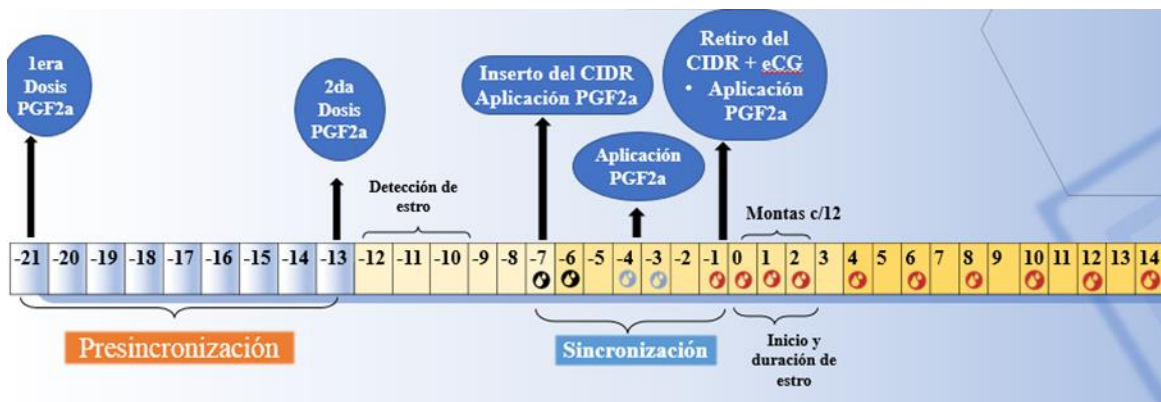 1era
Dosis
PGF2a
2da
Dosis
PGF2a
Inserto del CIDR
Aplicación PGF2a
Aplicación
PGF2a
Retiro del
CIDR + eCG
• Aplicación
PGF2a
Detección de
estro
Montas c/12
-21 -20 -19 -18 -17 -16 -15 -14 -13 -12 -11 -10 -9 -8 -7 -6 -5 -4 -3 -2 -1 0 1 2 3 4 5 6 7 8 9 10 11 12 13 14
Presincronización
Sincronización
Inicio y
duración de
estro